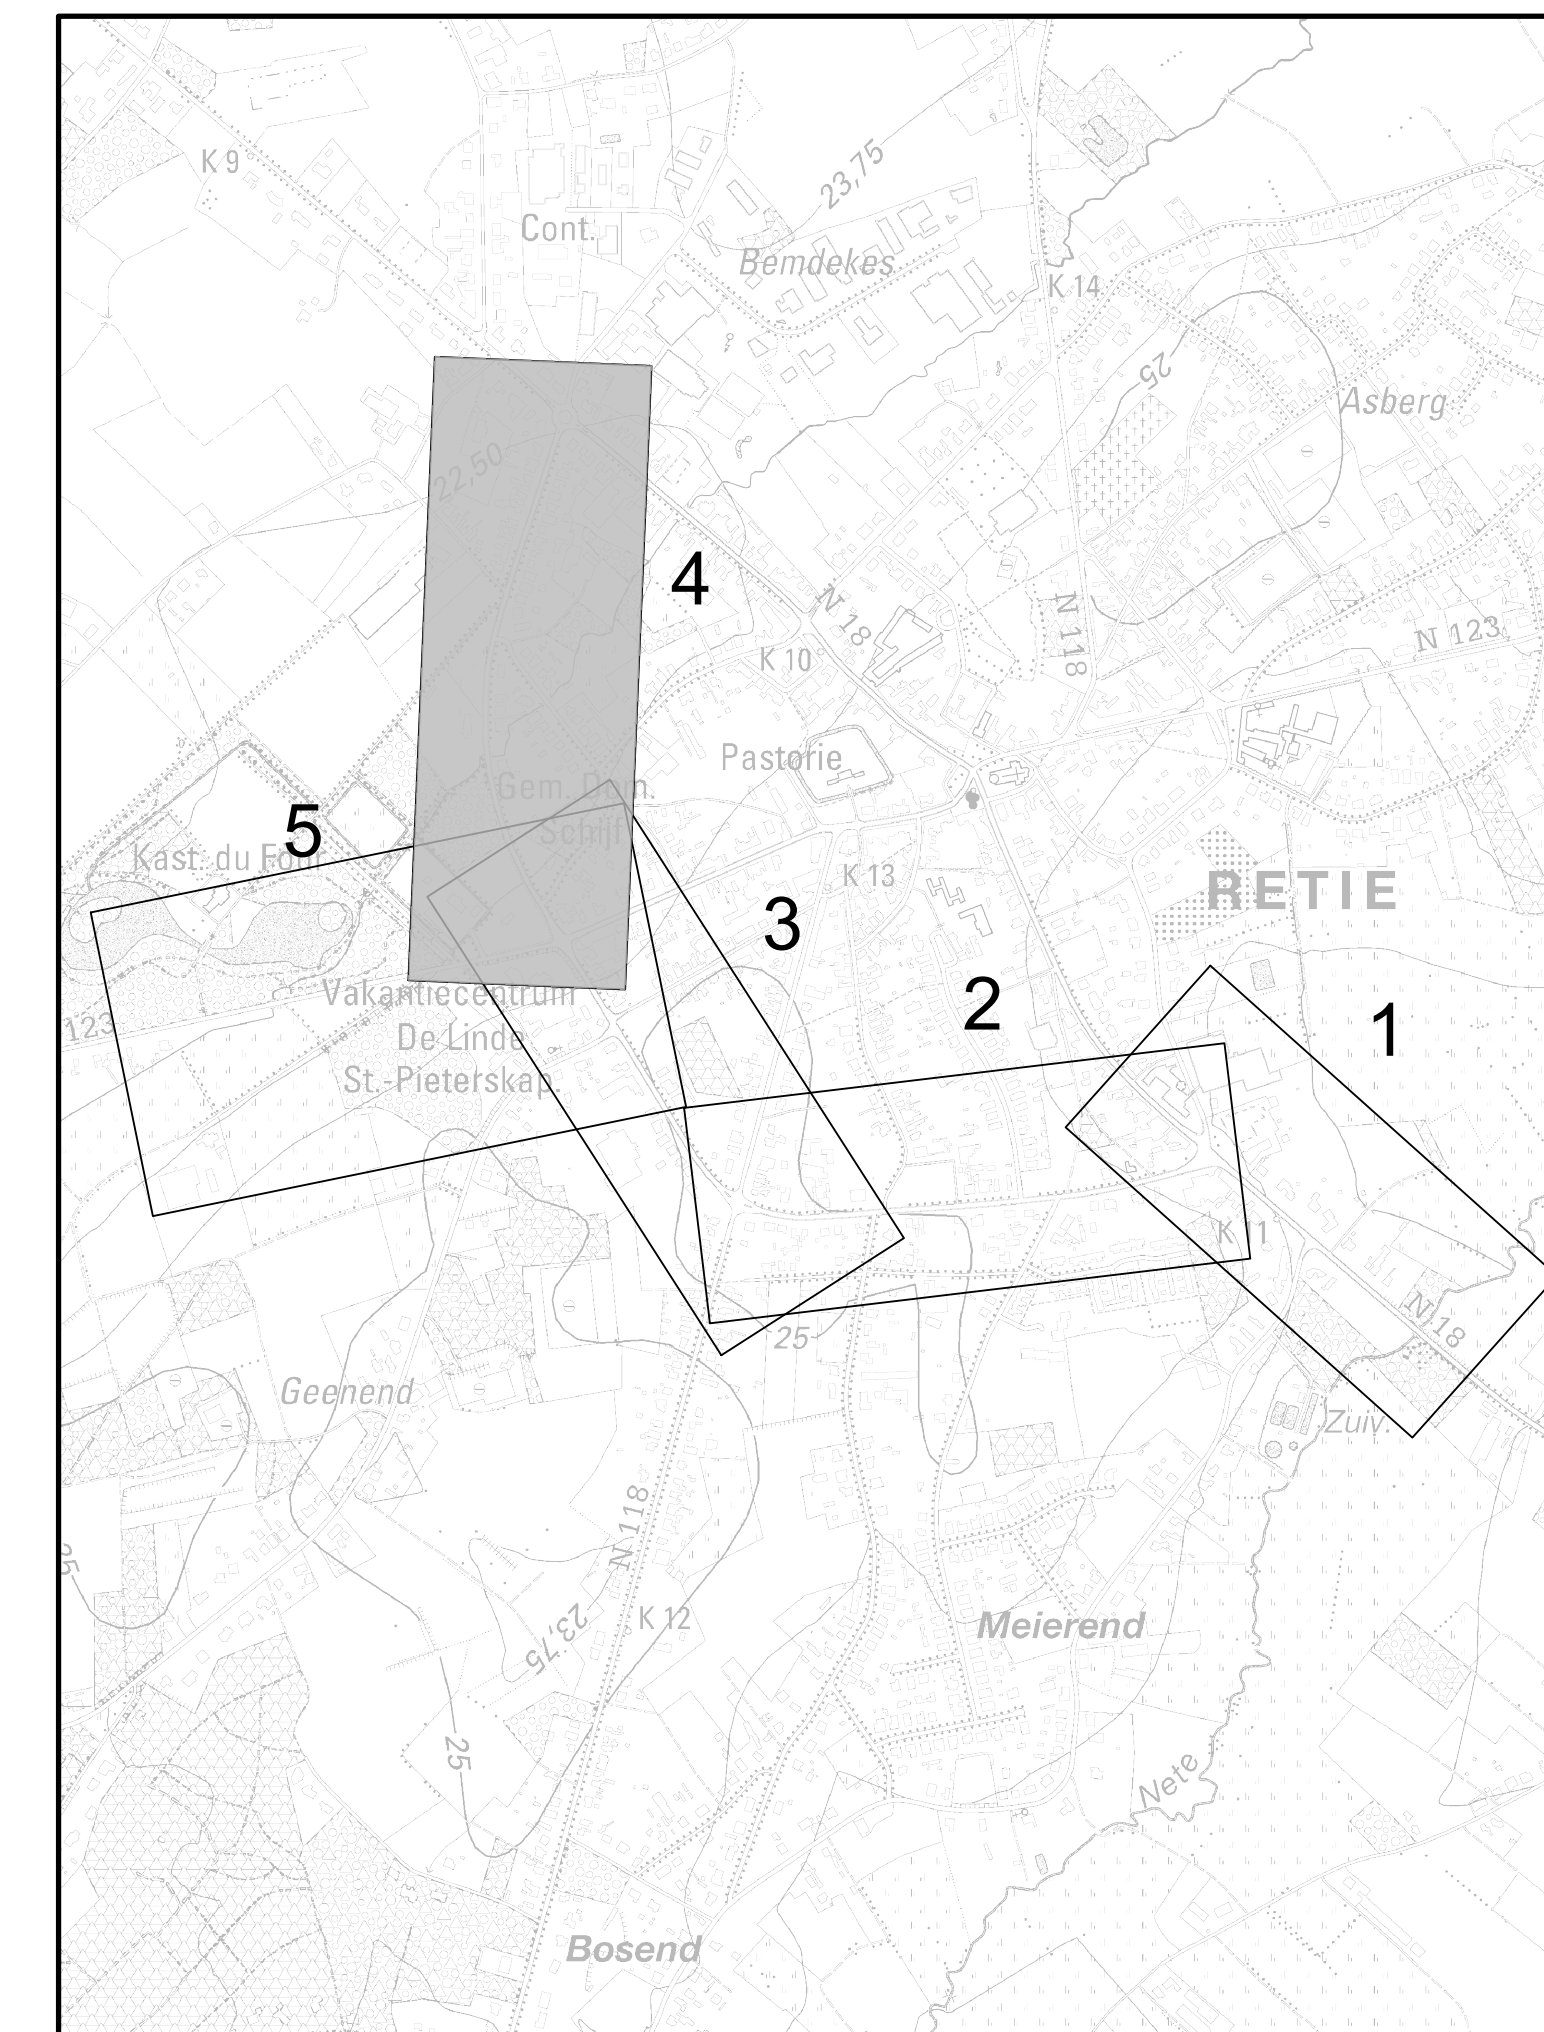 K 9
Cont.
23,75
Bemdekes
K 14
25
Asberg
22,50
4
N 18
N 118
N 123
K 10
Pastorie
Gem. Dom.
Schijf
5
Kast. du Four
K 13
RETIE
3
2
1
Vakantiecentrum
De Linde
St.-Pieterskap.
123
K 11
N 18
25
Geenend
Zuiv.
N 118
25
23,75
K 12
Meierend
25
Nete
Bosend